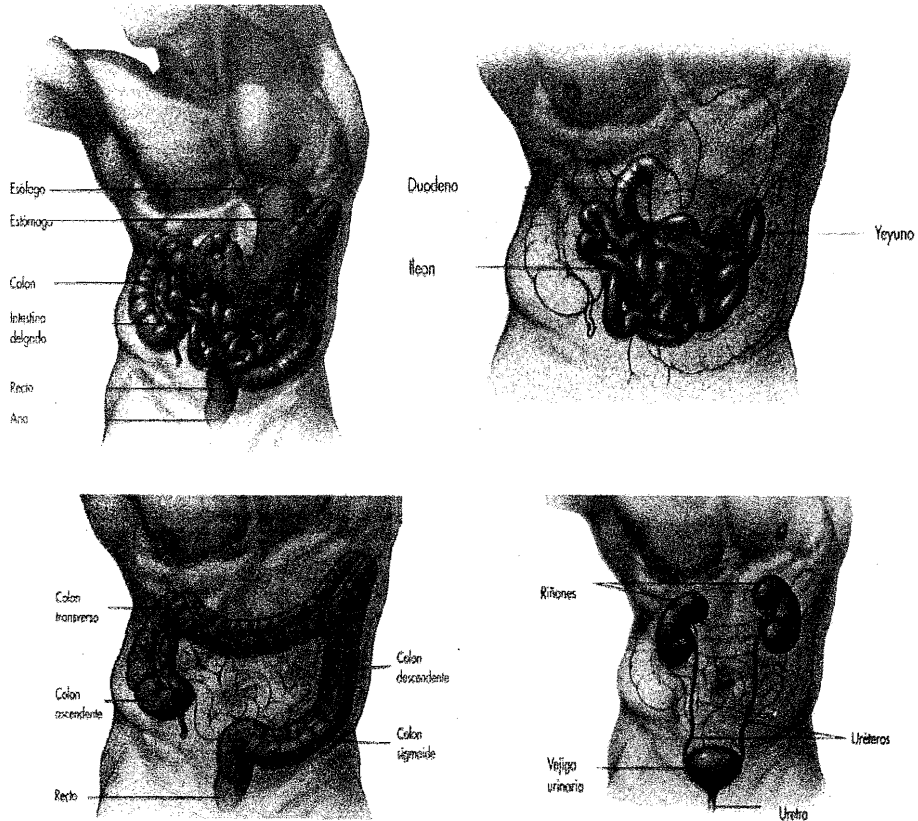 Esófago
Estómago
Colon
Intestino
delgado
Recto
Ano
Duodeno
Ileon
Yeyuno
Colon
transverso
Colon
ascendente
Recto
Colon
descendente
Colon
sigmoide
Riñones
Vejiga
urinaria
Uréteros
Uretra